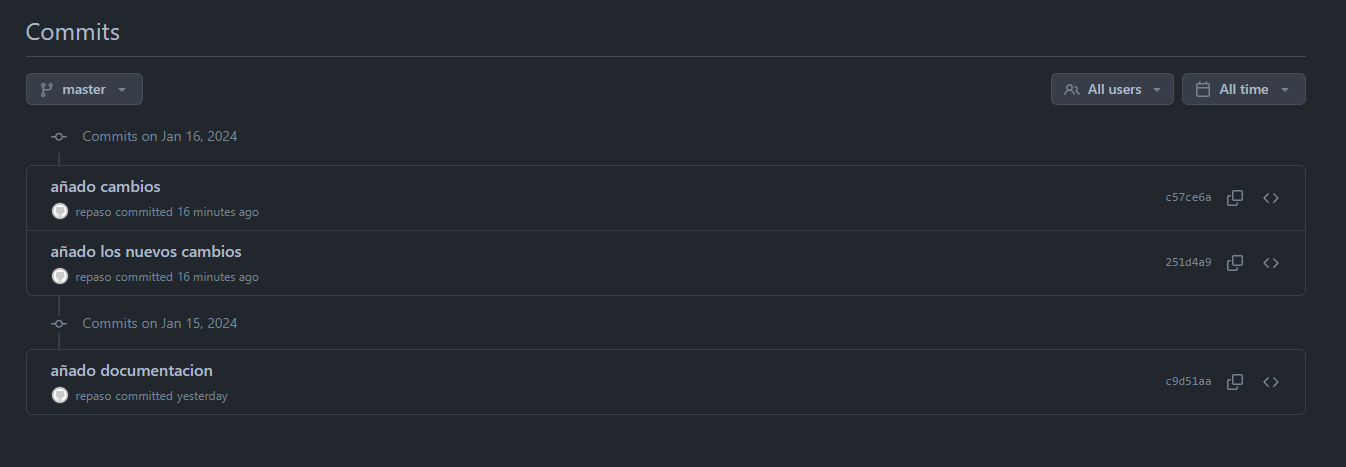 Commits
master
All users
All time
Commits on Jan 16, 2024
añado cambios
c57ce6a
repaso committed 16 minutes ago
añado los nuevos cambios
251d4a9
repaso committed 16 minutes ago
Commits on Jan 15, 2024
añado documentacion
c9d51aa
repaso committed yesterday